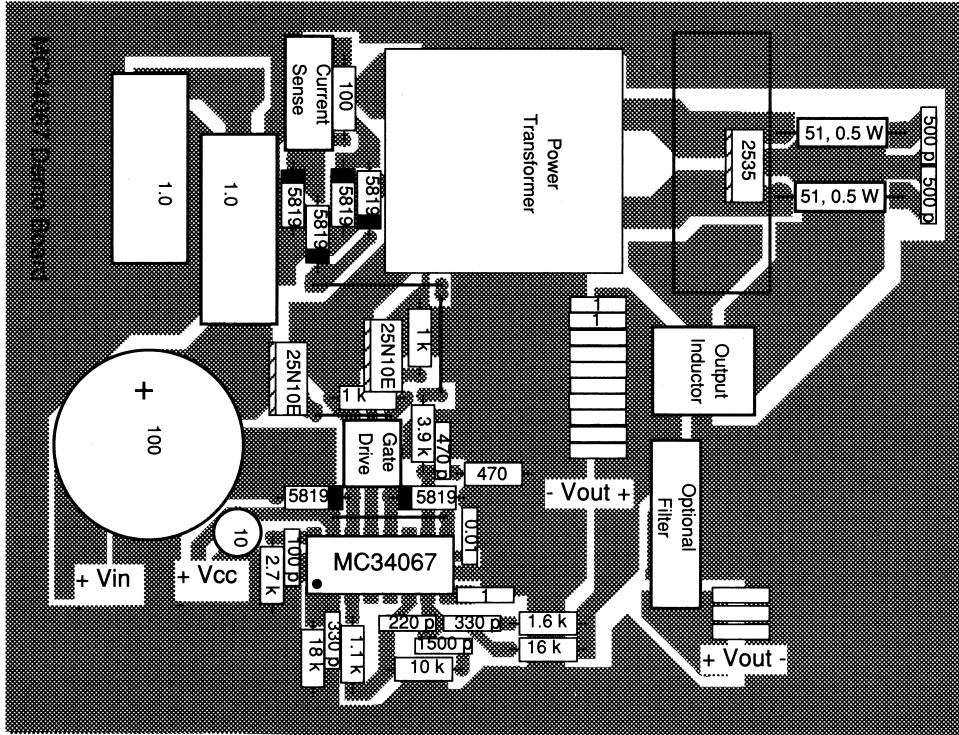 MC34067 Demo Board
Current
Sense
100
Power
Transformer
2535
51, 0.5 W
51, 0.5 W
500 p
500 p
1.0
1.0
5819
5819
5819
5819
1
1
Output
Inductor
25N10E
25N10E
1 k
1 k
+
100
Gate
Drive
3.9 k
470 p
470
- Vout +
Optional
Filter
5819
5819
10
0.01
100 p
2.7 k
MC34067
+ Vin
+ Vcc
1
220 p
330 p
1.6 k
18 k
330 p
1.1 k
1500 p
16 k
10 k
+ Vout -